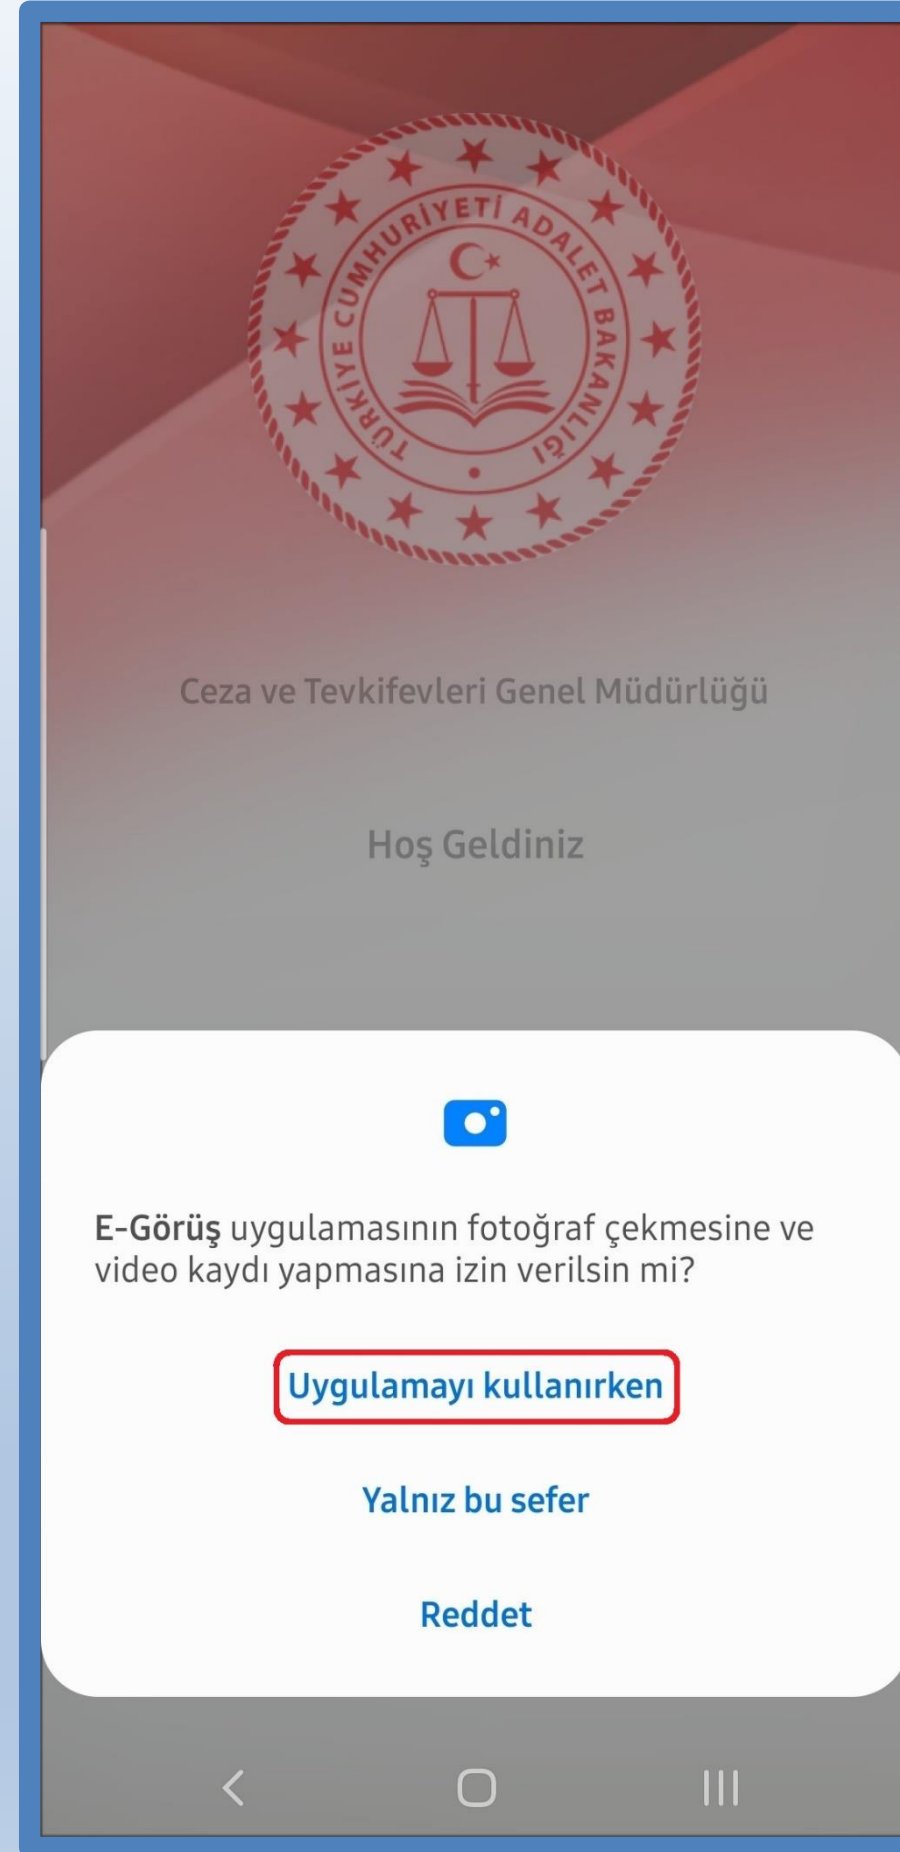 TÜRKİYE CUMHURİYETİ ADALET BAKANLIĞI
Ceza ve Tevkifevleri Genel Müdürlüğü
Hoş Geldiniz
E-Görüş uygulamasının fotoğraf çekmesine ve
video kaydı yapmasına izin verilsin mi?
Uygulamayı kullanırken
Yalnız bu sefer
Reddet